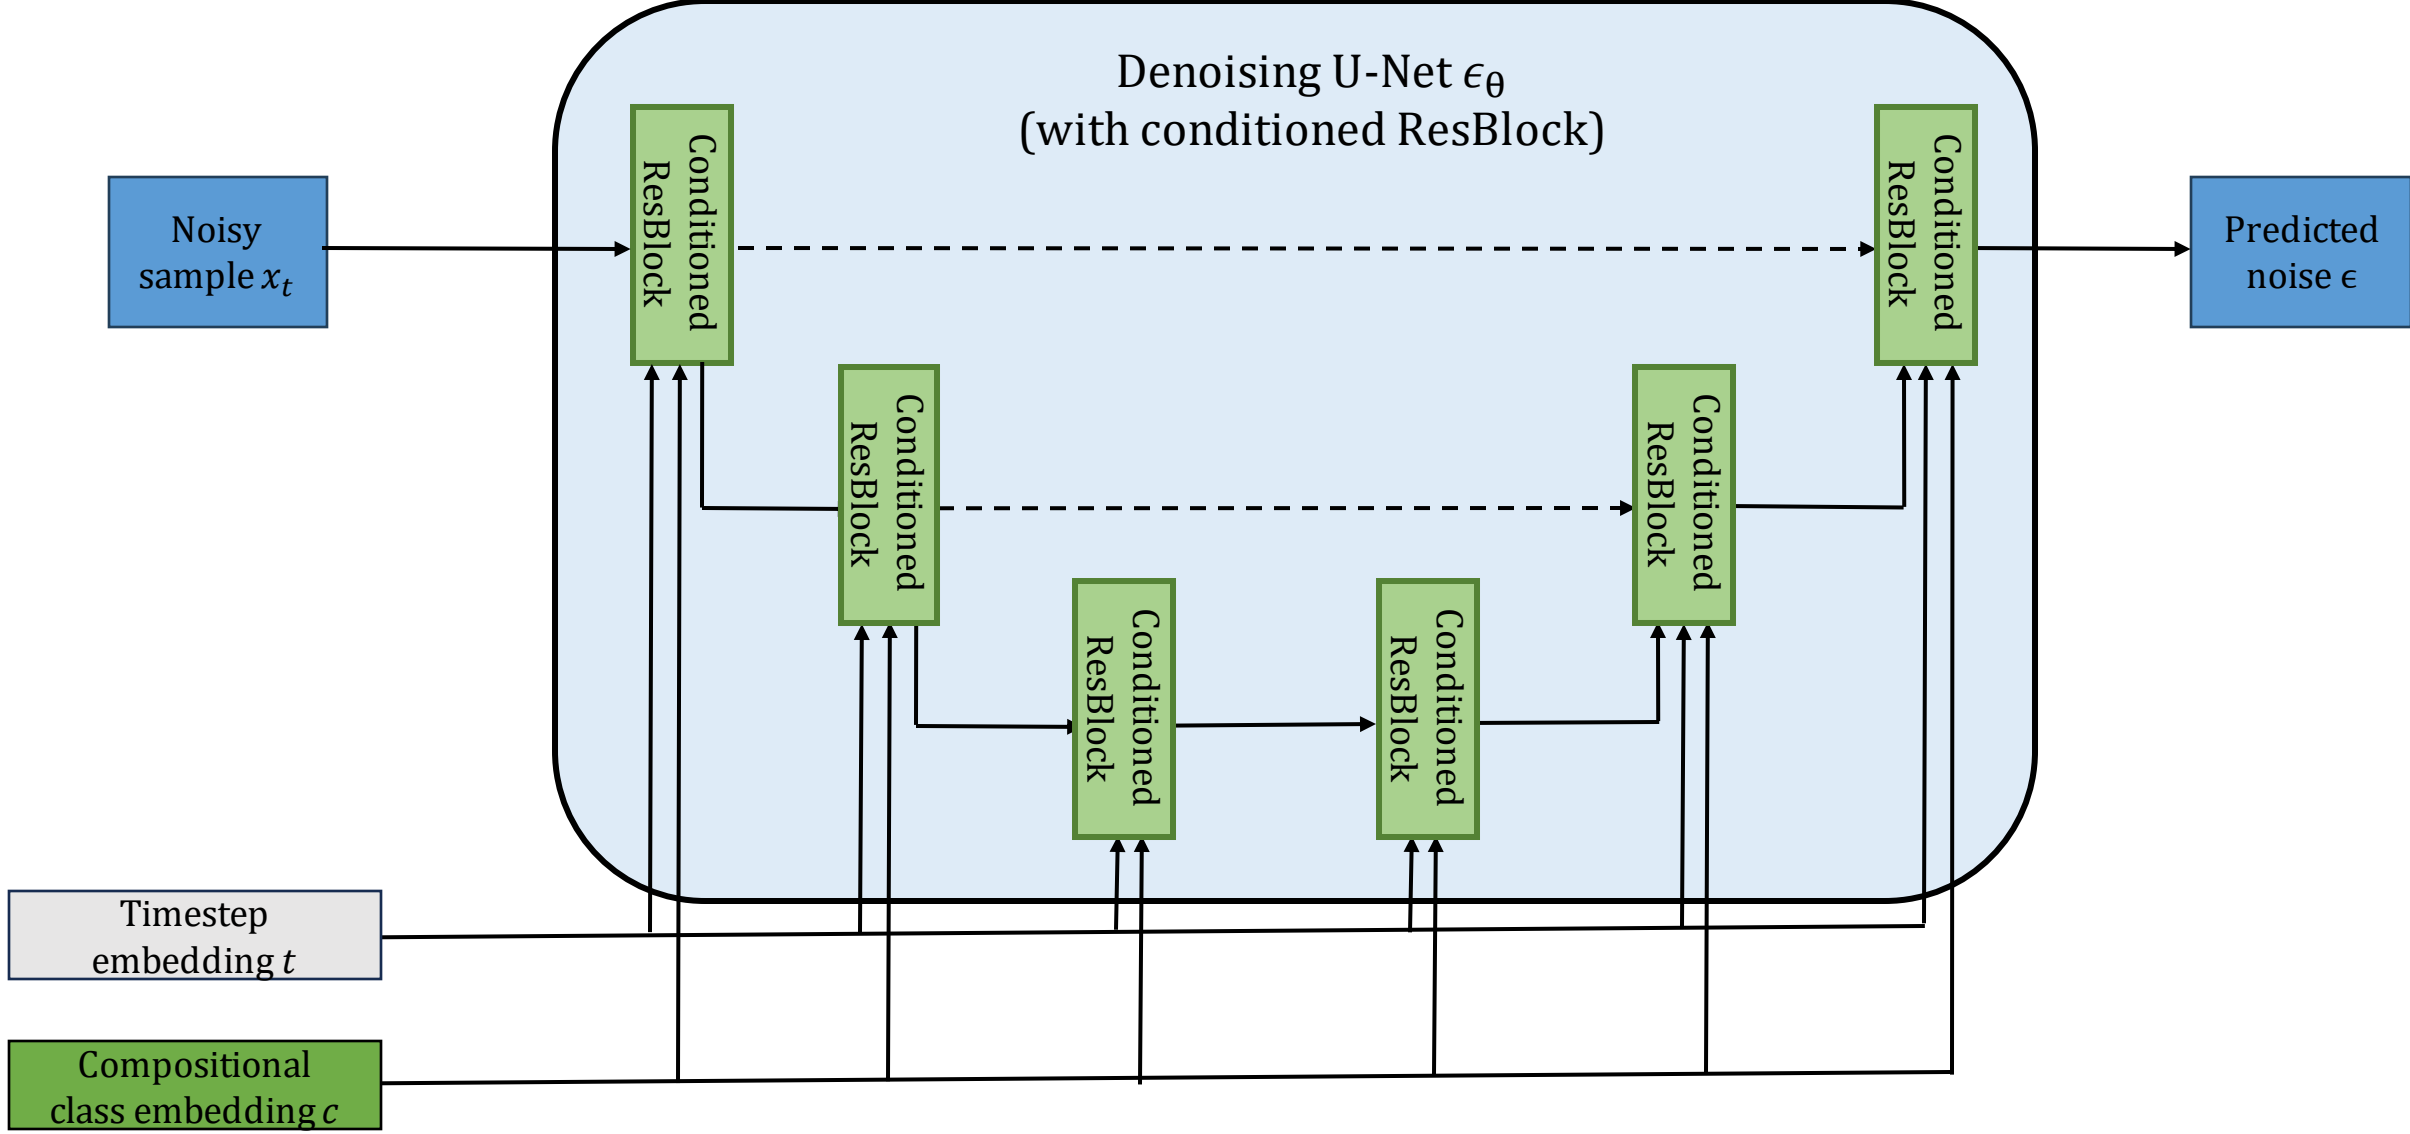 Denoising U-Net ϵθ
(with conditioned ResBlock)
Noisy
sample xt
Conditioned
ResBlock
Conditioned
ResBlock
Predicted
noise ϵ
Conditioned
ResBlock
Conditioned
ResBlock
Conditioned
ResBlock
Conditioned
ResBlock
Timestep
embedding t
Compositional
class embedding c